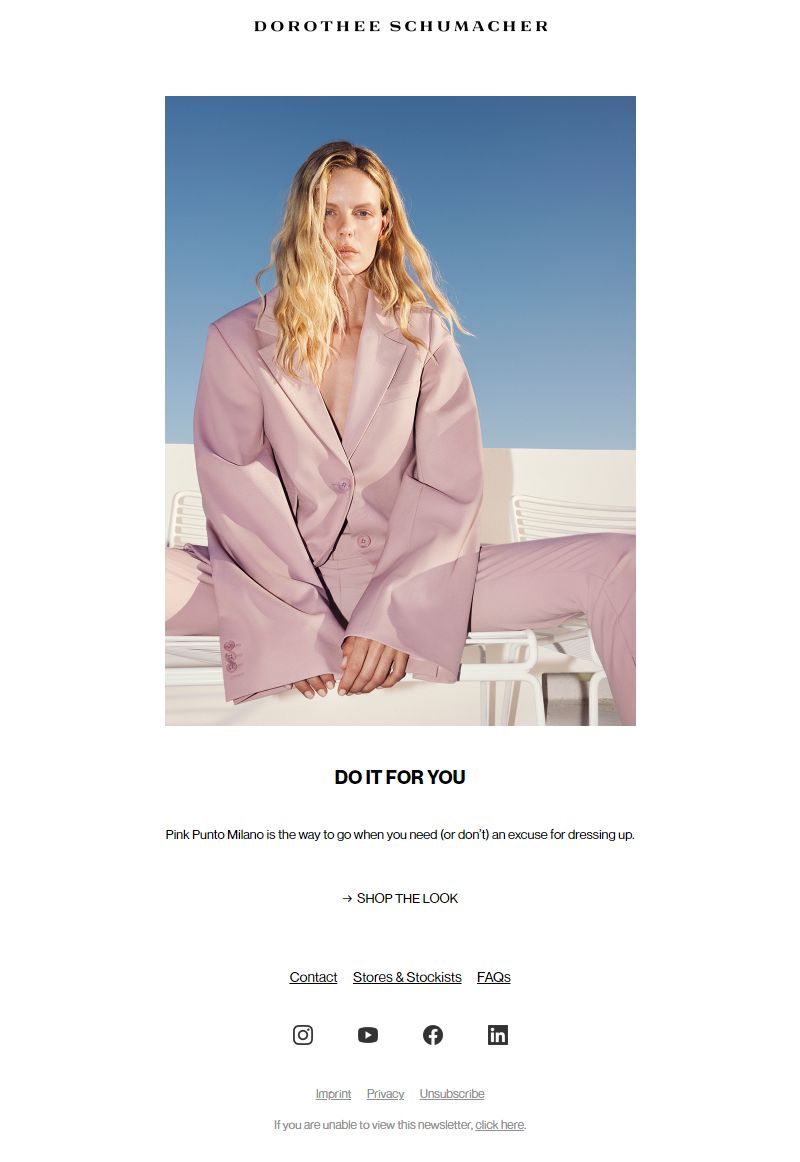 DOROTHEE SCHUMACHER
DO IT FOR YOU
Pink Punto Milano is the way to go when you need (or don't) an excuse for dressing up.
→ SHOP THE LOOK
Contact Stores & Stockists FAQs
Imprint Privacy Unsubscribe
If you are unable to view this newsletter, click here.